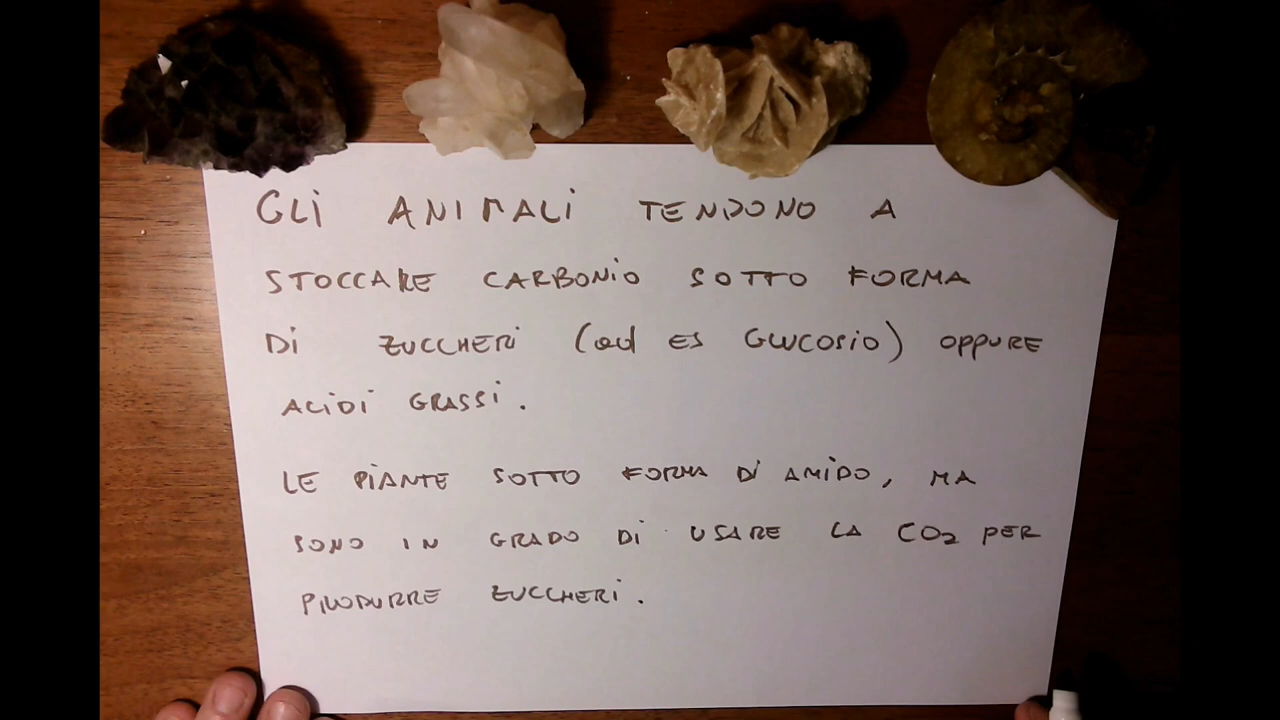 GLi ANIMALi TENDONO A
STOCCARE CARBONiO SOTTO FORMA
Di ZUCCHERi (ad ES GLUCOSiO) OPPURE
ACiDi GRASSi.
LE PiANTE SOTTO FORMA Di AMiDO, MA
SONO IN GRADO Di USARE LA CO2 PER
PRODURRE ZUCCHERi.